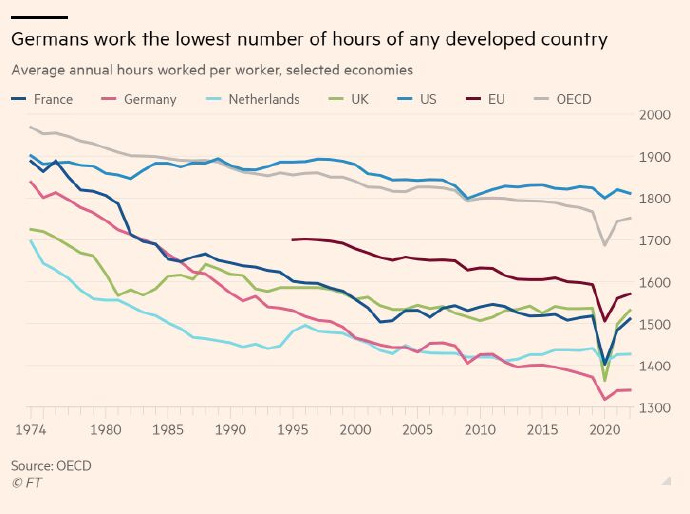 Germans work the lowest number of hours of any developed country
Average annual hours worked per worker, selected economies
France Germany Netherlands UK US EU OECD
2000
1900
1800
1700
1600
1500
1400
1300
1974 1980 1985 1990 1995 2000 2005 2010 2015 2020
Source: OECD
© FT